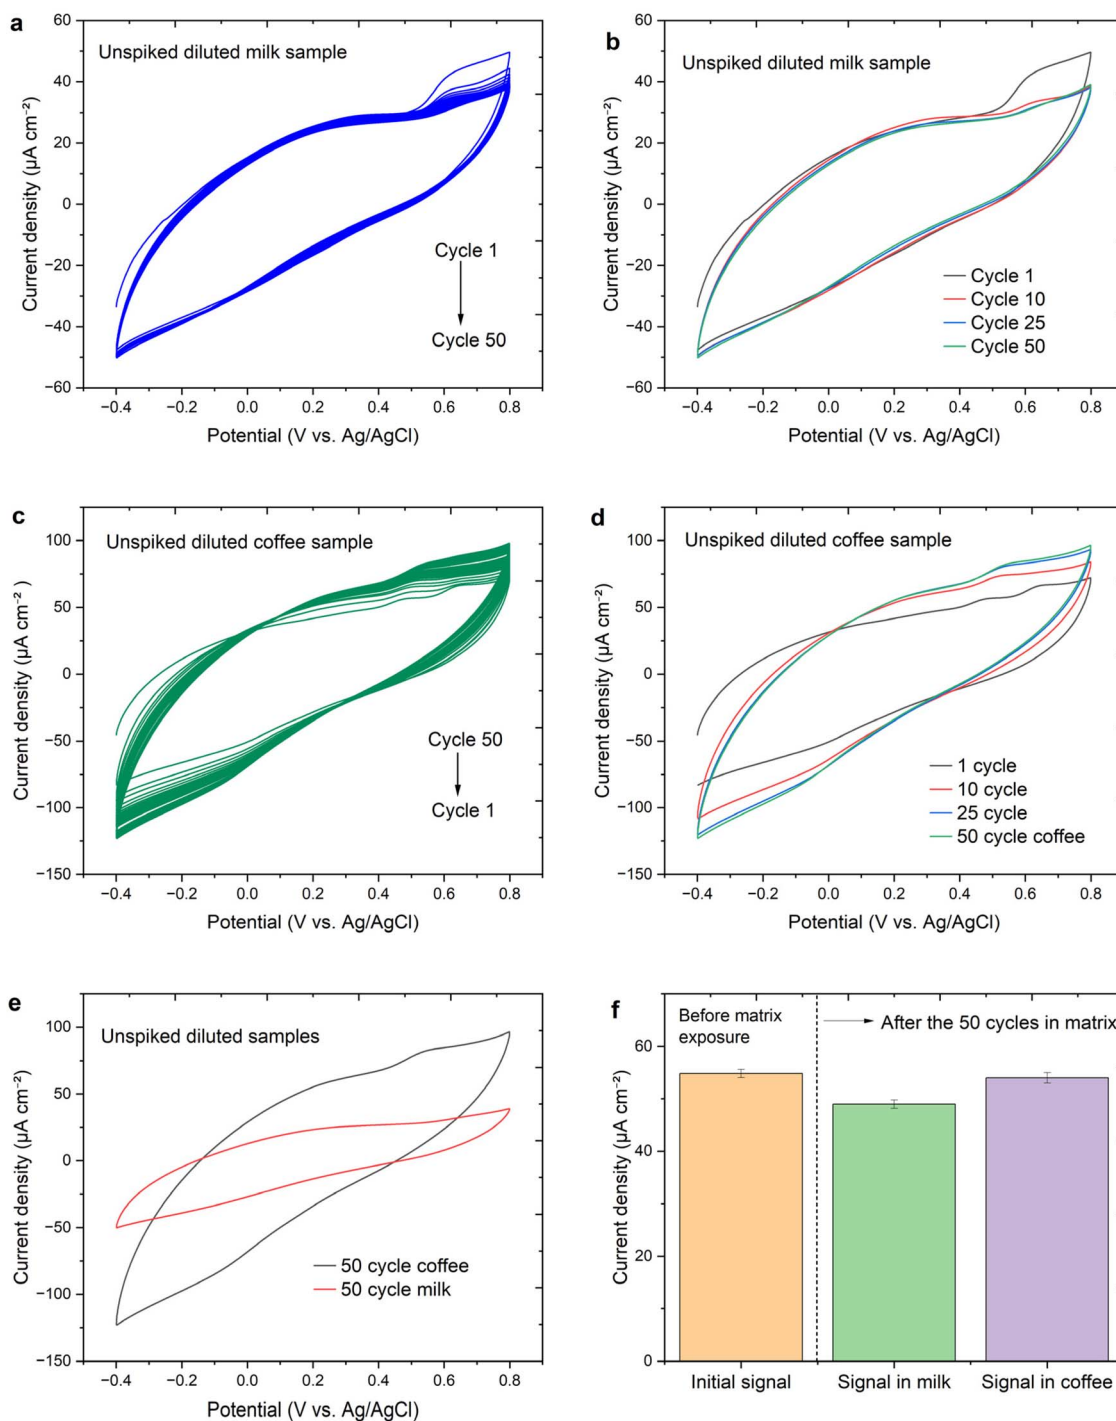 a
Unspiked diluted milk sample
60
40
20
0
−20
−40
−60
Current density (µA cm⁻²)
Cycle 1
Cycle 50
−0.4 −0.2 0.0 0.2 0.4 0.6 0.8
Potential (V vs. Ag/AgCl)
b
Unspiked diluted milk sample
60
40
20
0
−20
−40
−60
Current density (µA cm⁻²)
Cycle 1
Cycle 10
Cycle 25
Cycle 50
−0.4 −0.2 0.0 0.2 0.4 0.6 0.8
Potential (V vs. Ag/AgCl)
c
Unspiked diluted coffee sample
100
50
0
−50
−100
−150
Current density (µA cm⁻²)
Cycle 50
Cycle 1
−0.4 −0.2 0.0 0.2 0.4 0.6 0.8
Potential (V vs. Ag/AgCl)
d
Unspiked diluted coffee sample
100
50
0
−50
−100
−150
Current density (µA cm⁻²)
1 cycle
10 cycle
25 cycle
50 cycle coffee
−0.4 −0.2 0.0 0.2 0.4 0.6 0.8
Potential (V vs. Ag/AgCl)
e
Unspiked diluted samples
100
50
0
−50
−100
−150
Current density (µA cm⁻²)
50 cycle coffee
50 cycle milk
−0.4 −0.2 0.0 0.2 0.4 0.6 0.8
Potential (V vs. Ag/AgCl)
f
Before matrix
exposure
After the 50 cycles in matrix
60
40
20
0
Current density (µA cm⁻²)
Initial signal Signal in milk Signal in coffee